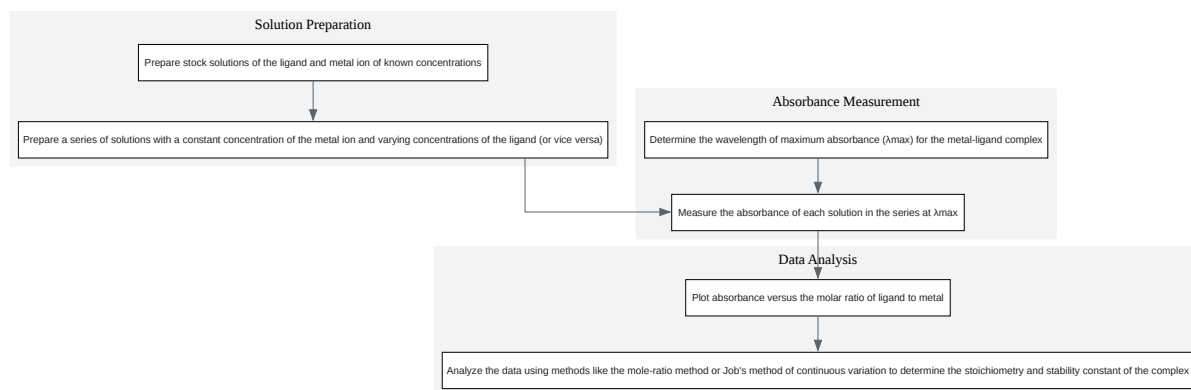 Solution Preparation
Prepare stock solutions of the ligand and metal ion of known concentrations
Prepare a series of solutions with a constant concentration of the metal ion and varying concentrations of the ligand (or vice versa)
Absorbance Measurement
Determine the wavelength of maximum absorbance (λmax) for the metal-ligand complex
Measure the absorbance of each solution in the series at λmax
Data Analysis
Plot absorbance versus the molar ratio of ligand to metal
Analyze the data using methods like the mole-ratio method or Job's method of continuous variation to determine the stoichiometry and stability constant of the complex